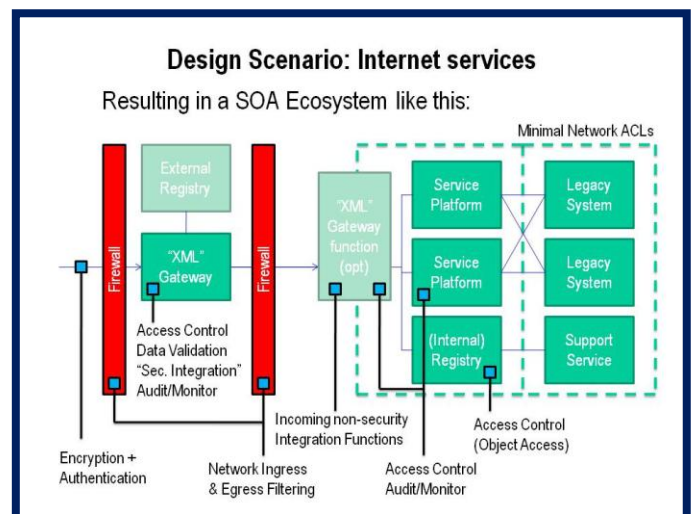 Design Scenario: Internet services
Resulting in a SOA Ecosystem like this:
Minimal Network ACLs
Firewall
External
Registry
"XML"
Gateway
Firewall
"XML"
Gateway
function
(opt)
Service
Platform
Legacy
System
Service
Platform
Legacy
System
(Internal)
Registry
Support
Service
Access Control
Data Validation
"Sec. Integration"
Audit/Monitor
Incoming non-security
Integration Functions
Access Control
(Object Access)
Encryption +
Authentication
Network Ingress
& Egress Filtering
Access Control
Audit/Monitor